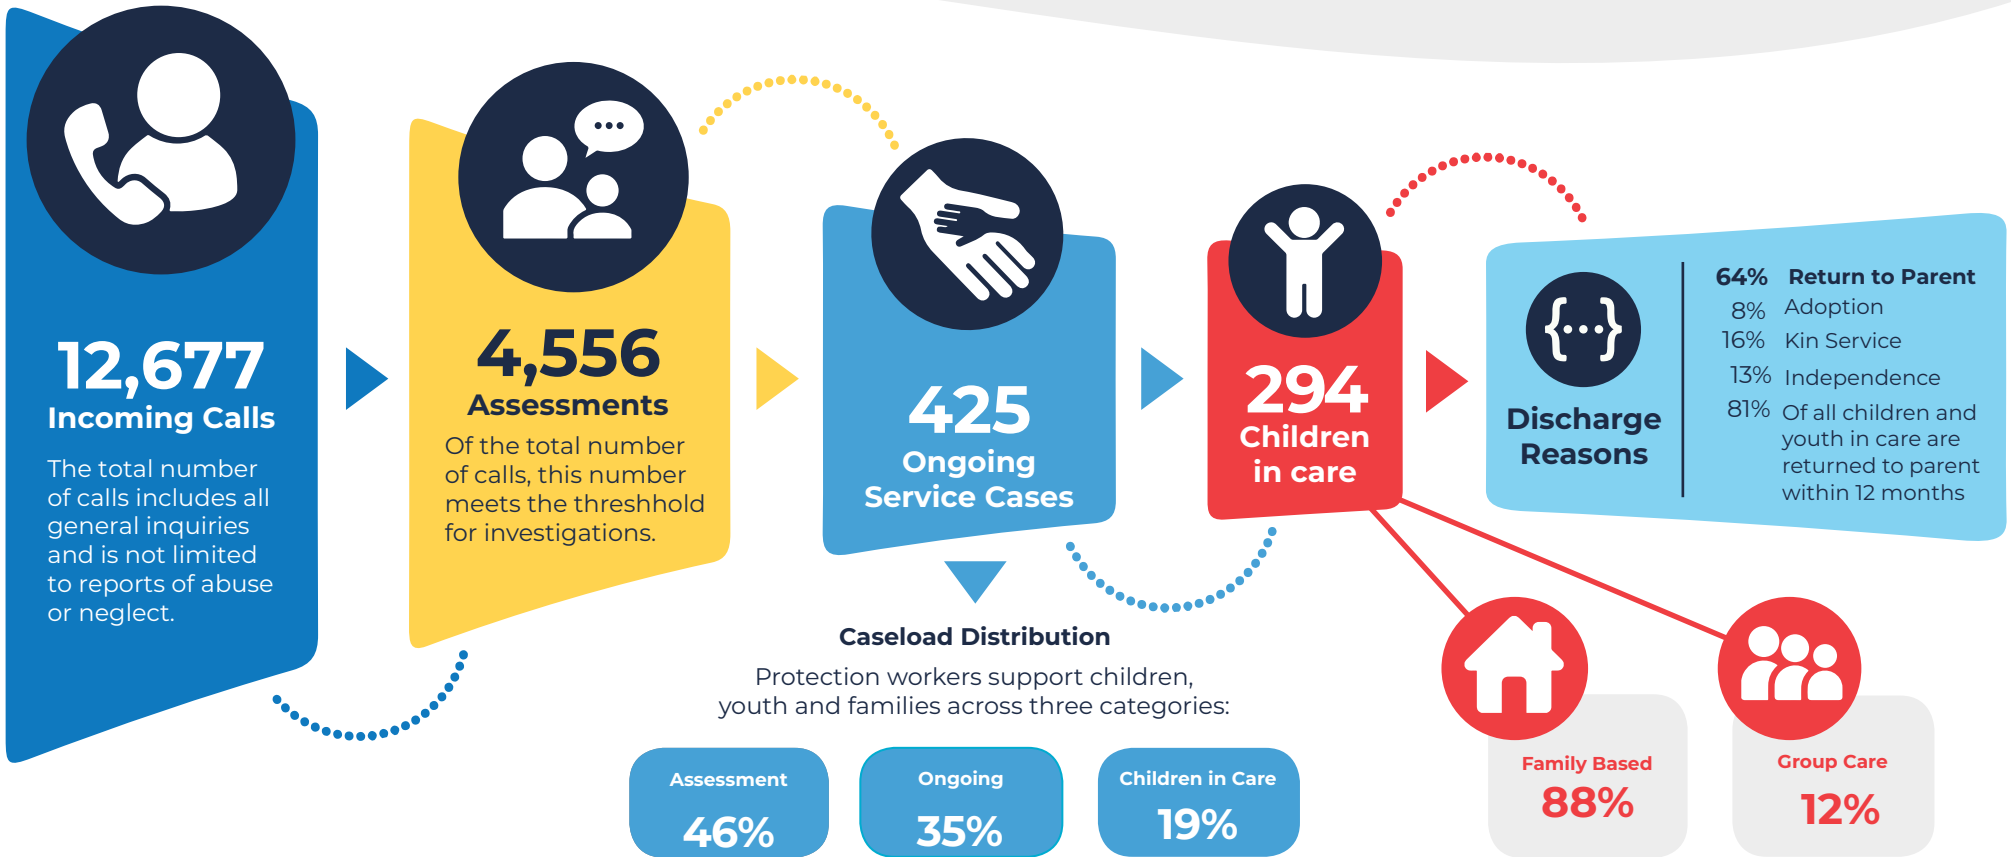 12,677
Incoming Calls
The total number
of calls includes all
general inquiries
and is not limited
to reports of abuse
or neglect.
4,556
Assessments
Of the total number
of calls, this number
meets the threshhold
for investigations.
425
Ongoing
Service Cases
294
Children
in care
Discharge
Reasons
64% Return to Parent
8% Adoption
16% Kin Service
13% Independence
81% Of all children and
youth in care are
returned to parent
within 12 months
Caseload Distribution
Protection workers support children,
youth and families across three categories:
Assessment
46%
Ongoing
35%
Children in Care
19%
Family Based
88%
Group Care
12%